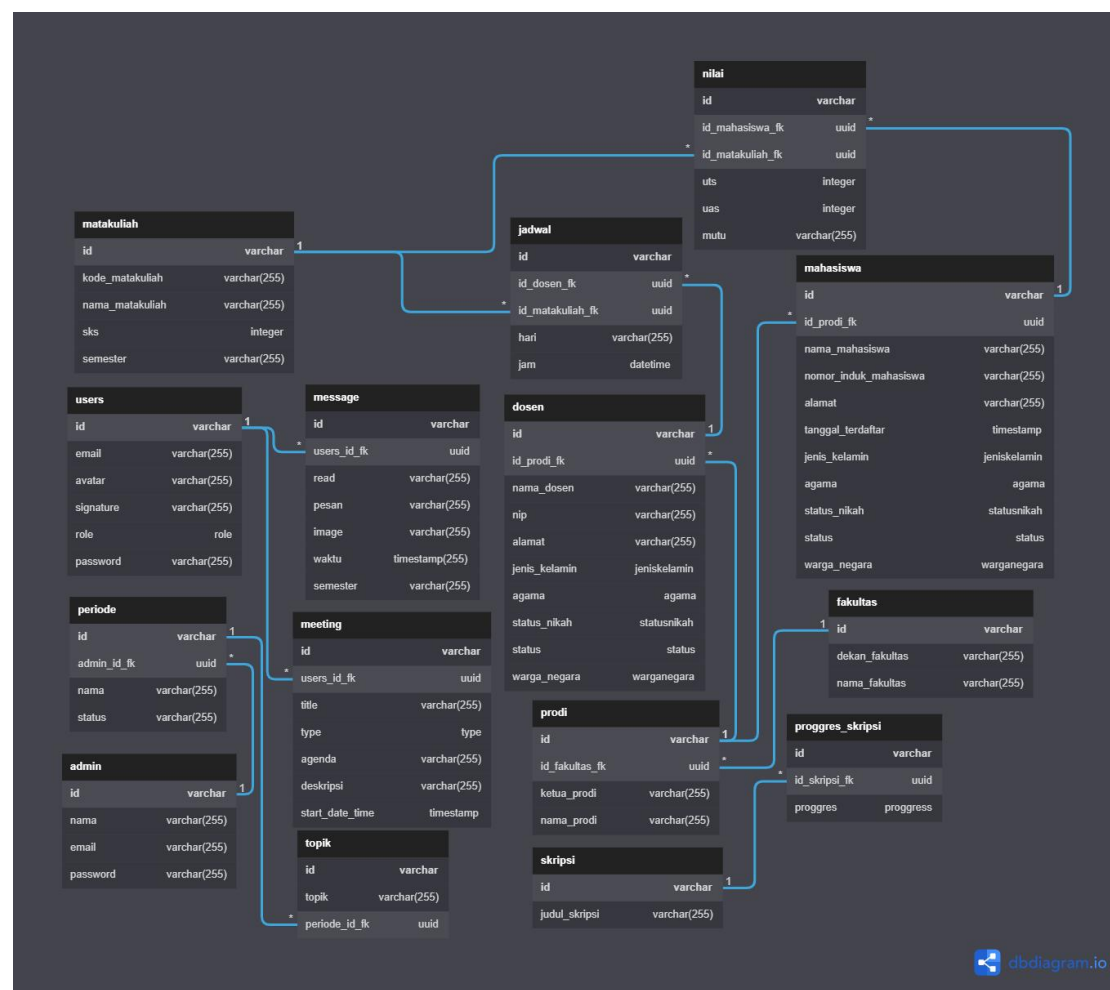 nilai
id varchar
id_mahasiswa_fk uuid *
* id_matakuliah_fk uuid
uts integer
uas integer
mutu varchar(255)
matakuliah
id varchar 1
kode_matakuliah varchar(255)
nama_matakuliah varchar(255)
sks integer
semester varchar(255)
jadwal
id varchar
id_dosen_fk uuid *
* id_matakuliah_fk uuid
hari varchar(255)
jam datetime
mahasiswa
id varchar 1
* id_prodi_fk uuid
nama_mahasiswa varchar(255)
nomor_induk_mahasiswa varchar(255)
alamat varchar(255)
tanggal_terdaftar timestamp
jenis_kelamin jeniskelamin
agama agama
status_nikah statusnikah
status status
warga_negara warganegara
users
id varchar 1
email varchar(255)
avatar varchar(255)
signature varchar(255)
role role
password varchar(255)
message
id varchar
* users_id_fk uuid
read varchar(255)
pesan varchar(255)
image varchar(255)
waktu timestamp(255)
semester varchar(255)
dosen
id varchar 1
id_prodi_fk uuid *
nama_dosen varchar(255)
nip varchar(255)
alamat varchar(255)
jenis_kelamin jeniskelamin
agama agama
status_nikah statusnikah
status status
warga_negara warganegara
periode
id varchar 1
admin_id_fk uuid *
nama varchar(255)
status varchar(255)
meeting
id varchar
* users_id_fk uuid
title varchar(255)
type type
agenda varchar(255)
deskripsi varchar(255)
start_date_time timestamp
fakultas
1 id varchar
dekan_fakultas varchar(255)
nama_fakultas varchar(255)
prodi
id varchar 1
id_fakultas_fk uuid *
ketua_prodi varchar(255)
nama_prodi varchar(255)
proggres_skripsi
id varchar
* id_skripsi_fk uuid
proggres proggress
admin
id varchar 1
nama varchar(255)
email varchar(255)
password varchar(255)
topik
id varchar
topik varchar(255)
* periode_id_fk uuid
skripsi
id varchar 1
judul_skripsi varchar(255)
dbdiagram.io